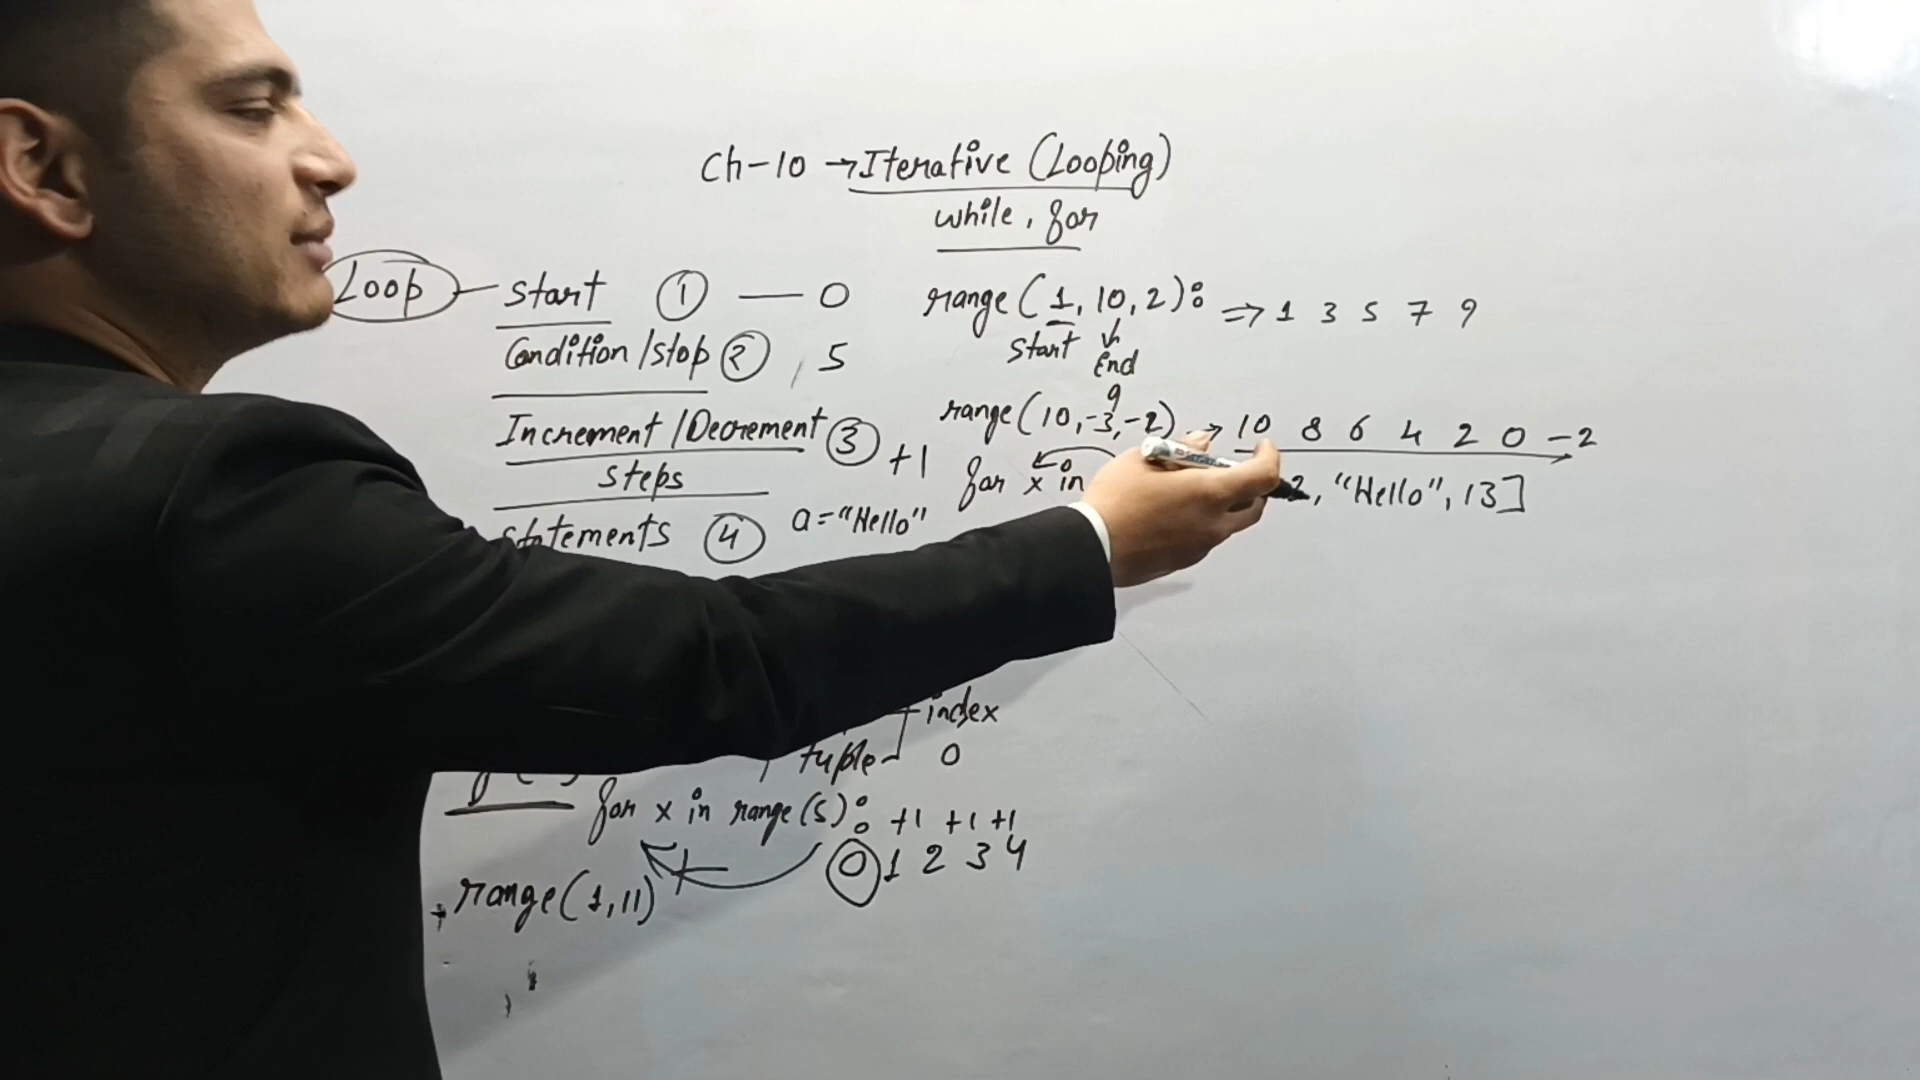 Ch-10 → Iterative (Looping)
while, for
Loop - Start ① — 0
Condition/Stop ② , 5
Increment/Decrement ③ +1
Steps
Statements ④ a = "Hello"
range(1, 10, 2): ⇒ 1 3 5 7 9
Start End
9
range(10, -3, -2) → 10 8 6 4 2 0 -2
for x in 2, "Hello", 13]
index
tuple 0
for x in range(5): +1 +1 +1
0 1 2 3 4
range(1, 11)